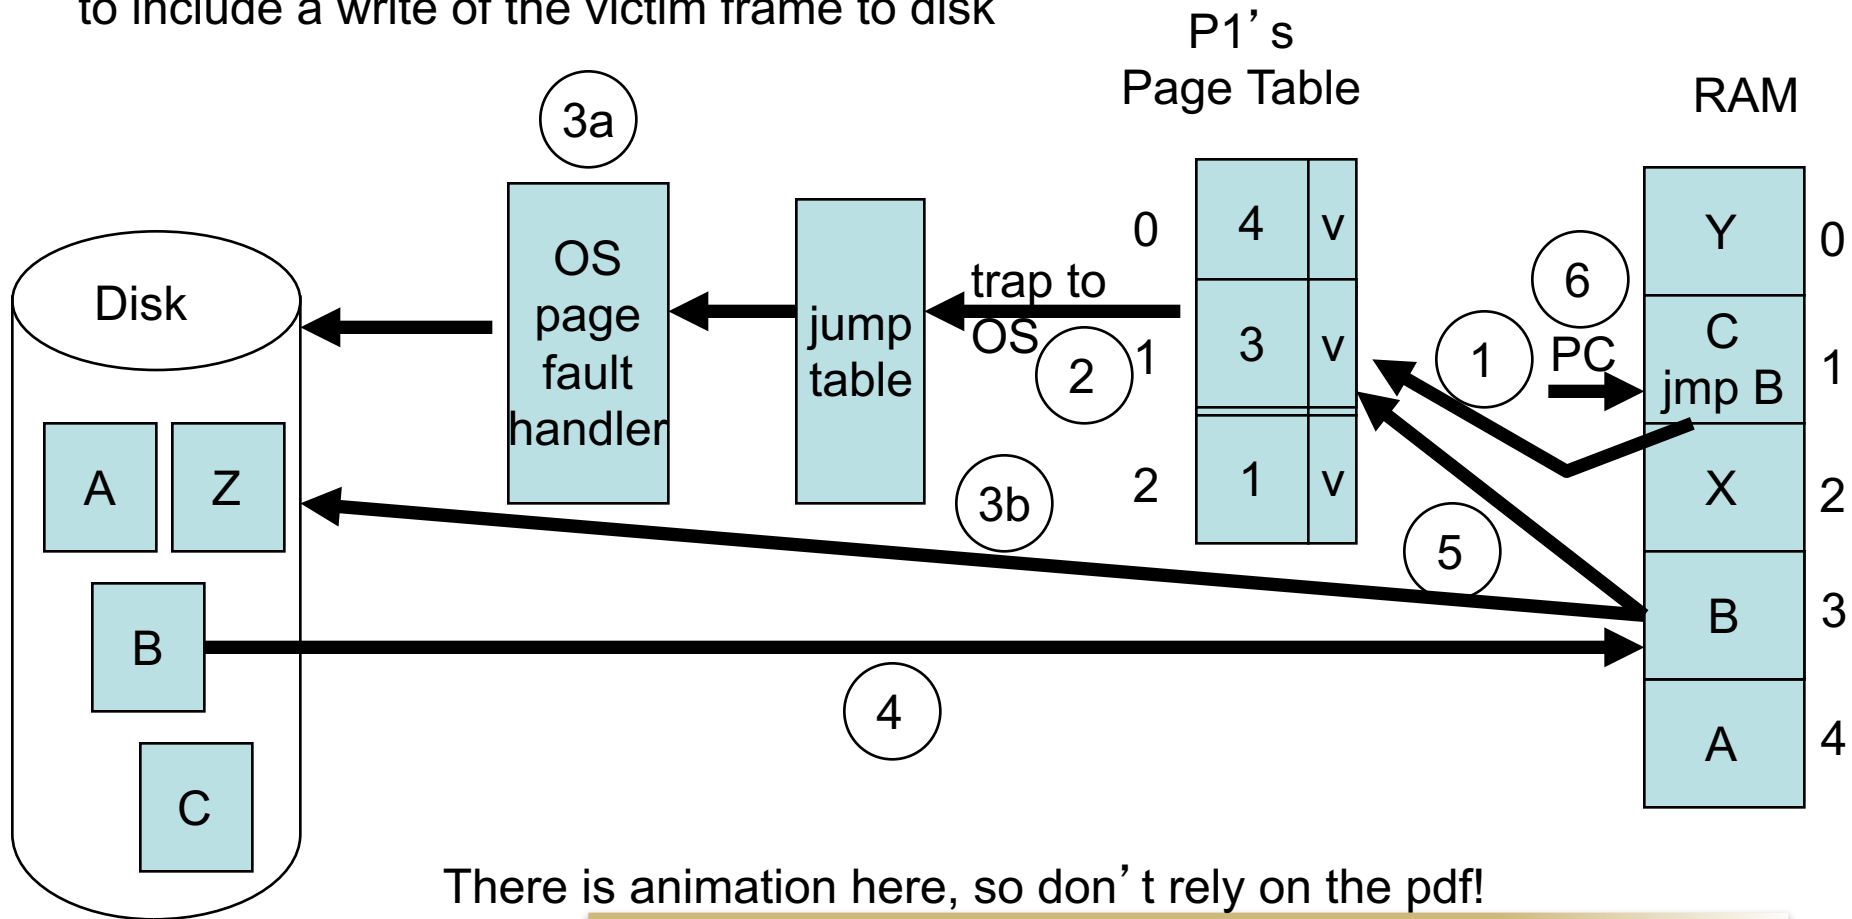 to include a write of the victim frame to disk
P1's
Page Table
RAM
3a
Disk
OS
page
fault
handler
jump
table
trap to
OS
2
0
4 v
1
3 v
2
1 v
1
6
PC
Y 0
C
jmp B
1
X 2
B 3
A 4
A Z
B
C
3b
5
4
There is animation here, so don't rely on the pdf!